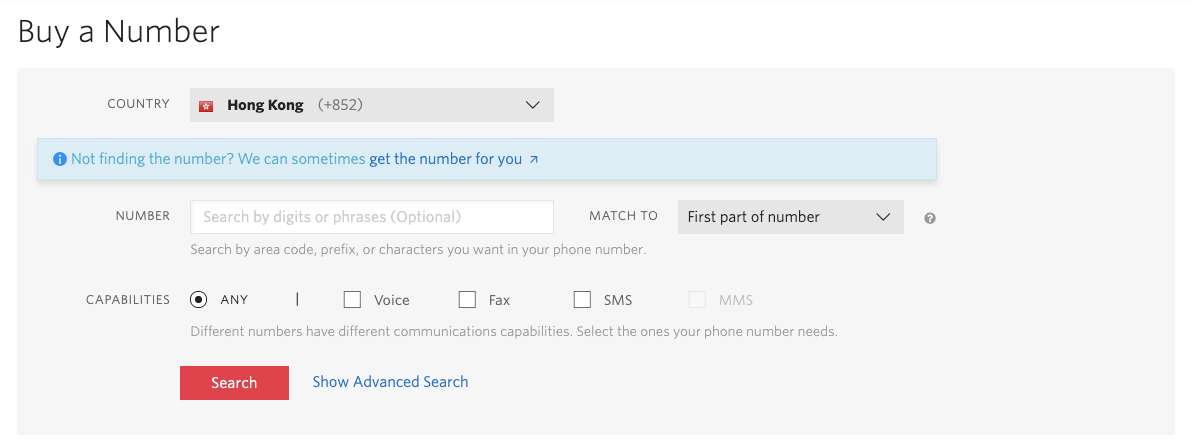 Buy a Number
COUNTRY Hong Kong (+852)
Not finding the number? We can sometimes get the number for you
NUMBER Search by digits or phrases (Optional) MATCH TO First part of number
Search by area code, prefix, or characters you want in your phone number.
CAPABILITIES ANY | Voice Fax SMS MMS
Different numbers have different communications capabilities. Select the ones your phone number needs.
Search Show Advanced Search